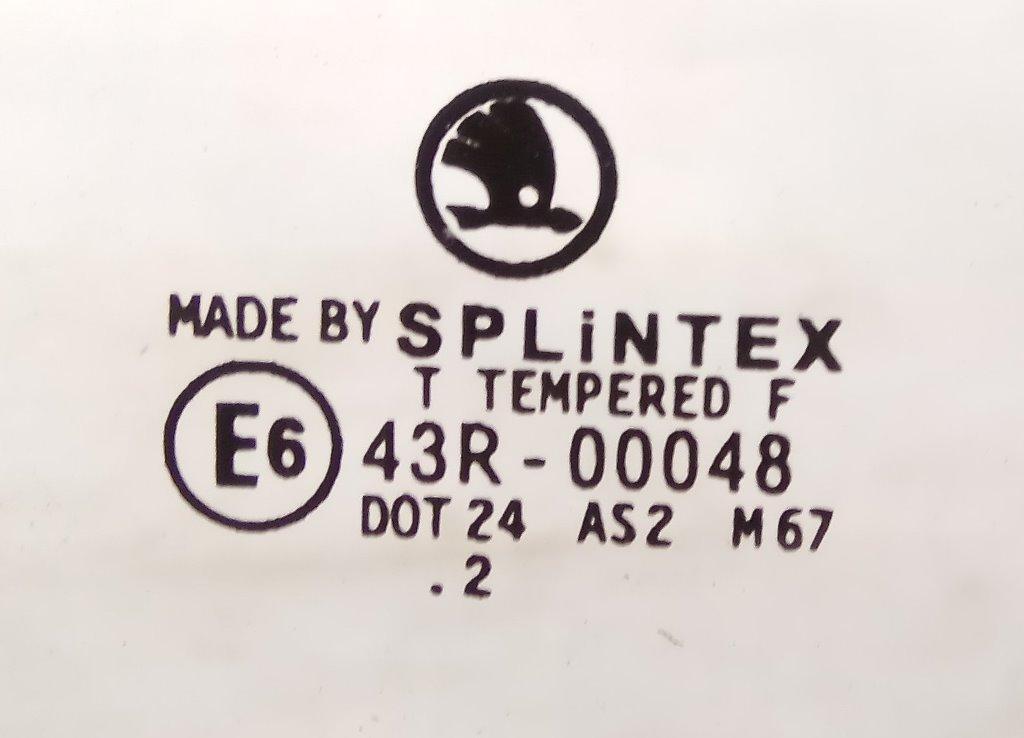 MADE BY SPLiNTEX
T TEMPERED F
E6 43R - 00048
DOT 24 AS2 M67
. 2